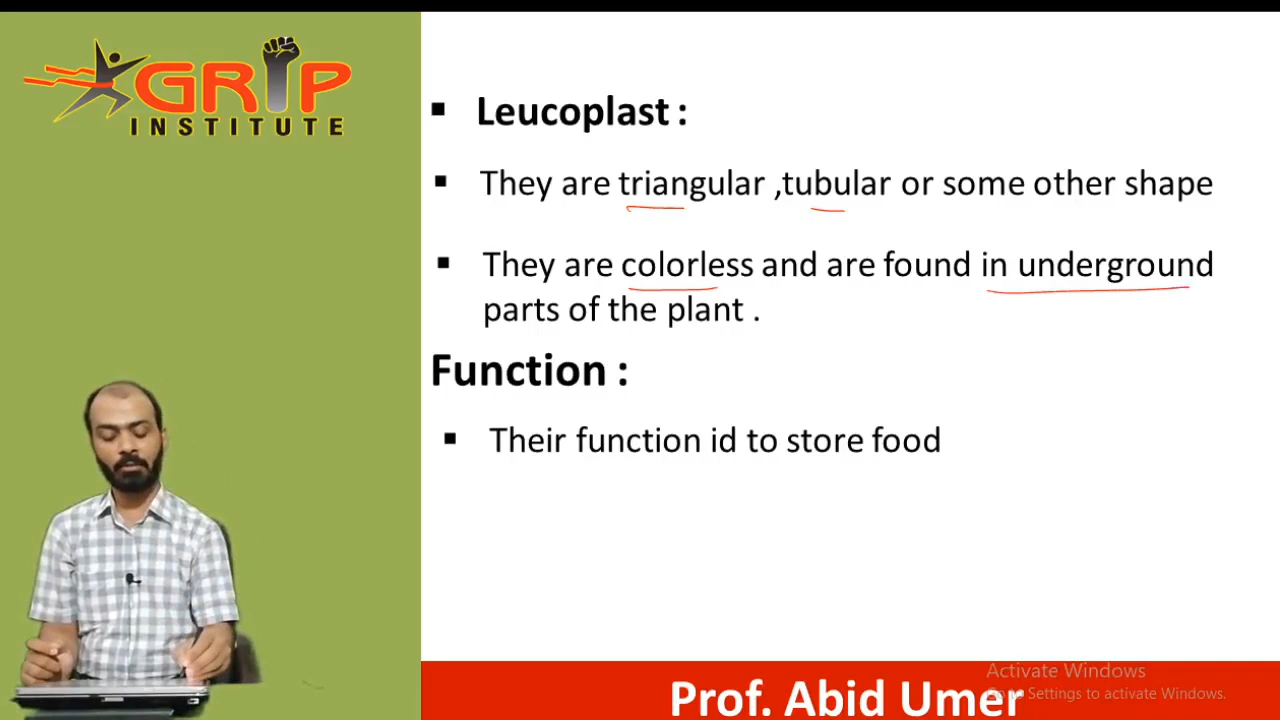 GRIP
INSTITUTE
▪ Leucoplast :
▪ They are triangular ,tubular or some other shape
▪ They are colorless and are found in underground
parts of the plant .
Function :
▪ Their function id to store food
Activate Windows
Go to Settings to activate Windows.
Prof. Abid Umer